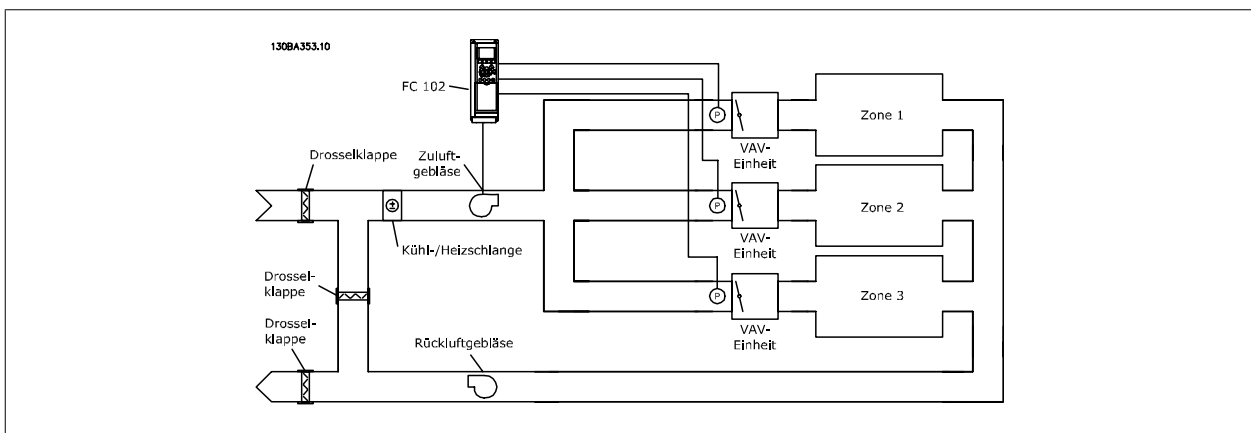 130BA353.10
FC 102
Drosselklappe
Zuluft-
gebläse
VAV-
Einheit
Zone 1
P
Kühl-/Heizschlange
VAV-
Einheit
Zone 2
P
Drossel-
klappe
VAV-
Einheit
Zone 3
P
Drossel-
klappe
Rückluftgebläse